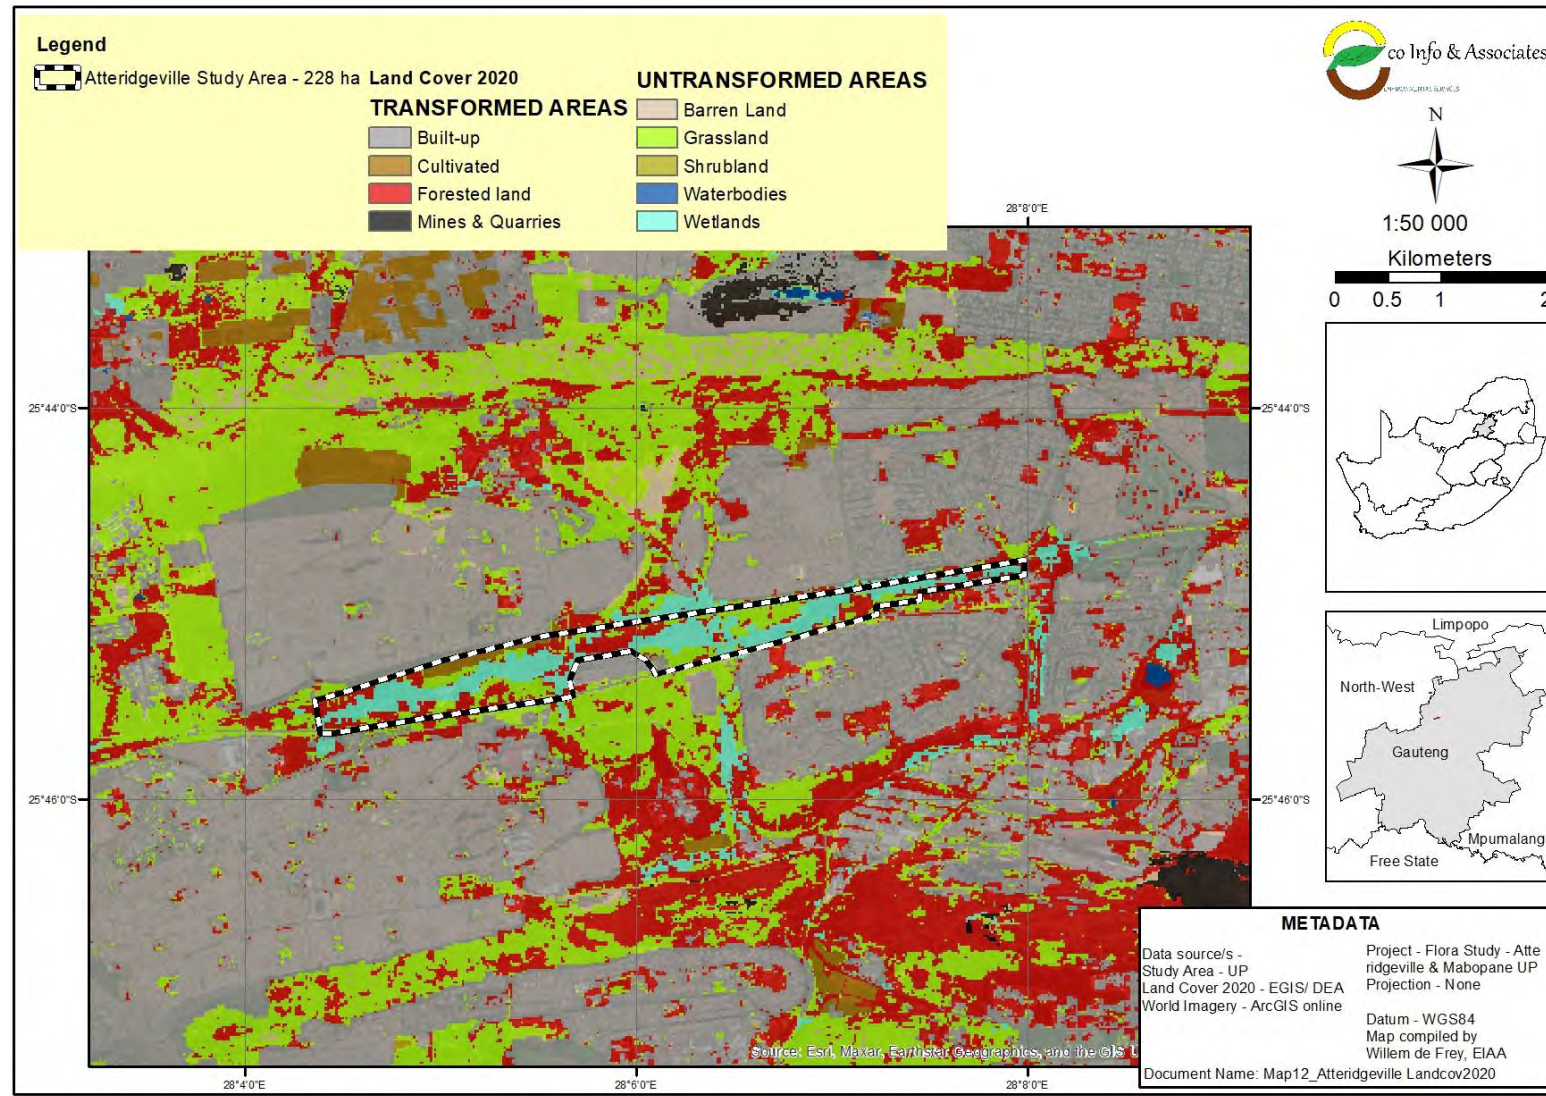 Legend
Atteridgeville Study Area - 228 ha
Land Cover 2020
TRANSFORMED AREAS
Built-up
Cultivated
Forested land
Mines & Quarries
UNTRANSFORMED AREAS
Barren Land
Grassland
Shrubland
Waterbodies
Wetlands
co Info & Associates
N
1:50 000
Kilometers
0 0.5 1 2
28°8'0"E
25°44'0"S
25°44'0"S
25°46'0"S
25°46'0"S
28°4'0"E
28°6'0"E
28°8'0"E
Limpopo
North-West
Gauteng
Mpumalang
Free State
Source: Esri, Maxar, Earthstar Geographics, and the GIS U
METADATA
Data source/s -
Study Area - UP
Land Cover 2020 - EGIS/ DEA
World Imagery - ArcGIS online
Project - Flora Study - Atte
ridgeville & Mabopane UP
Projection - None
Datum - WGS84
Map compiled by
Willem de Frey, EIAA
Document Name: Map12_Atteridgeville Landcov2020